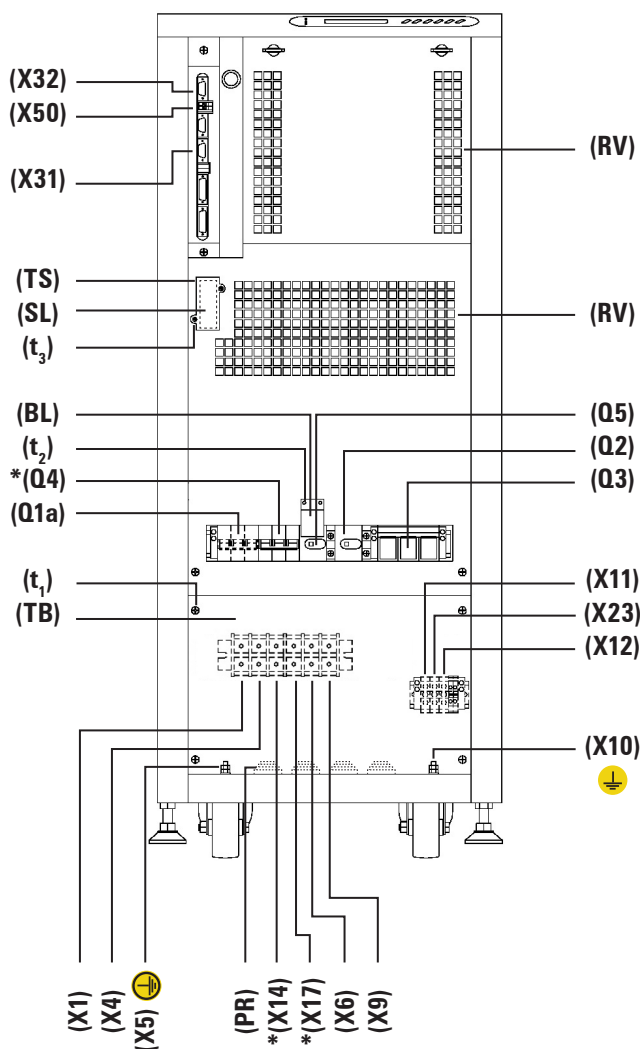 (X32)
(X50)
(X31)
(RV)
(TS)
(SL)
(t3)
(RV)
(BL)
(t2)
*(Q4)
(Q1a)
(Q5)
(Q2)
(Q3)
(t1)
(TB)
(X11)
(X23)
(X12)
(X10)
(X1)
(X4)
(X5)
(PR)
*(X14)
*(X17)
(X6)
(X9)